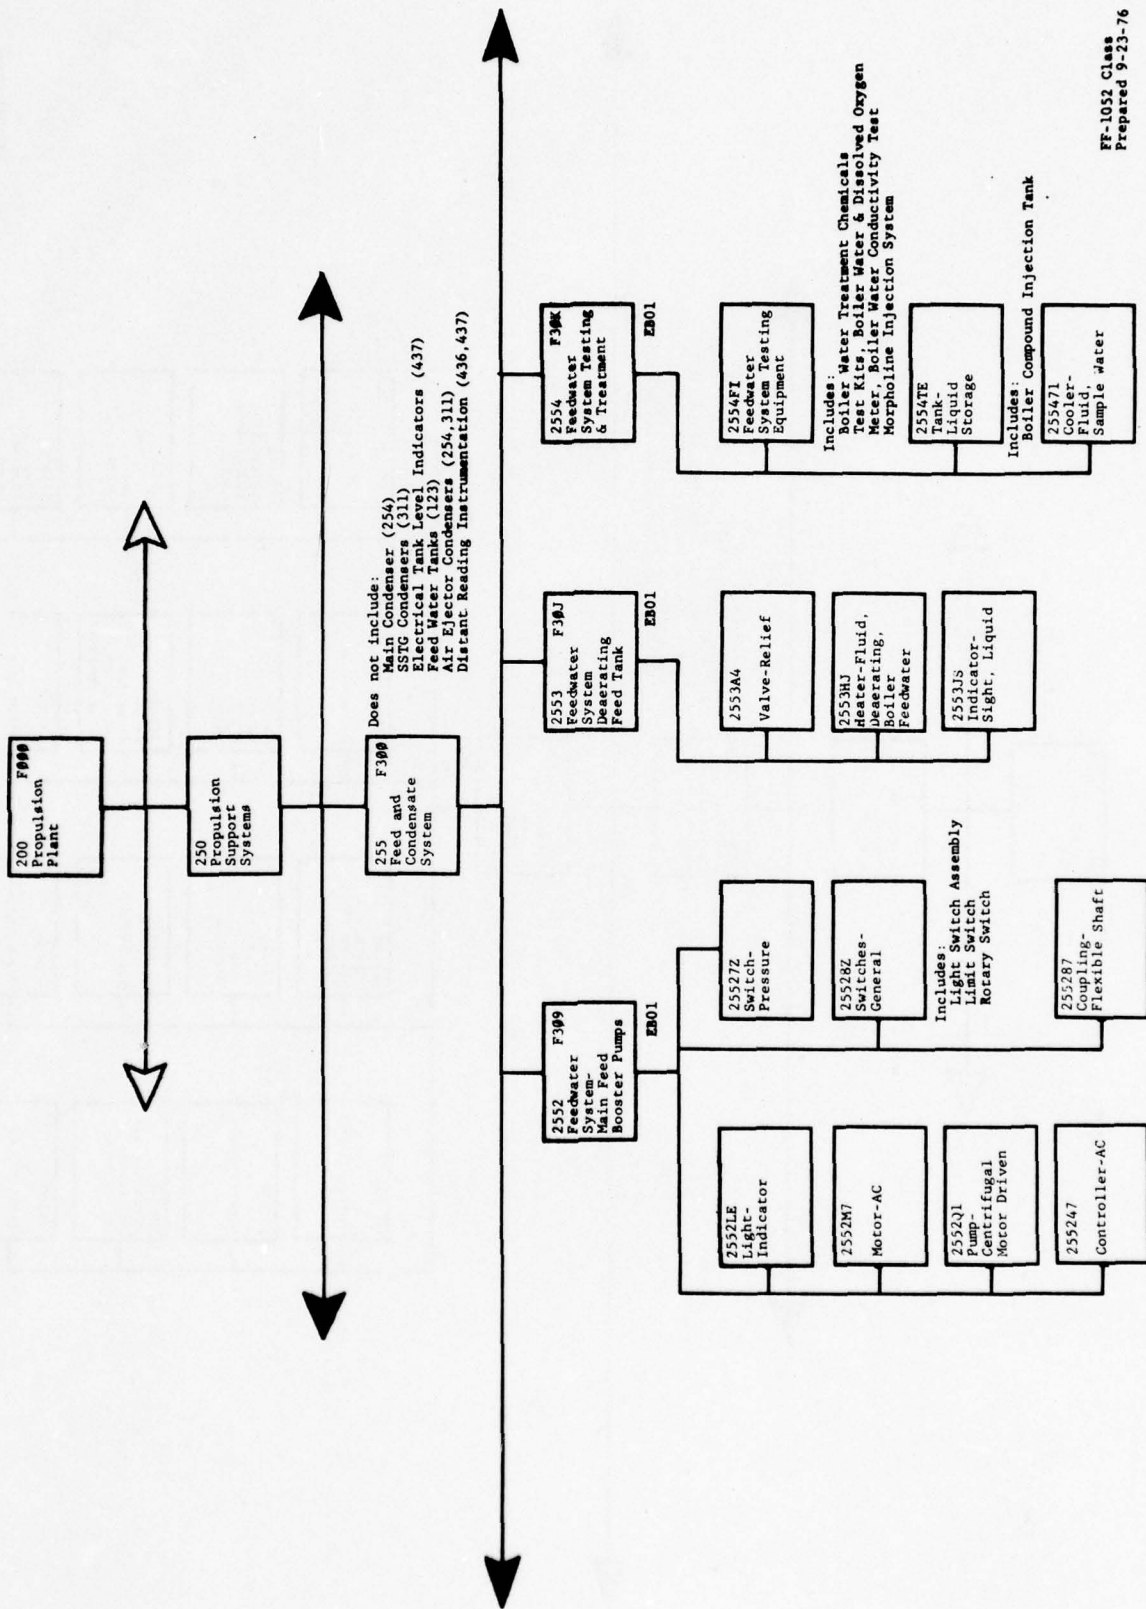 200 F000
Propulsion
Plant
250
Propulsion
Support
Systems
255 F300
Feed and
Condensate
System
Does not include:
Main Condenser (254)
SSTG Condensers (311)
Electrical Tank Level Indicators (437)
Feed Water Tanks (123)
Air Ejector Condensers (254,311)
Distant Reading Instrumentation (436,437)
2552 F309
Feedwater
System-
Main Feed
Booster Pumps
EB01
2552LE
Light-
Indicator
2552M7
Motor-AC
2552Q1
Pump-
Centrifugal
Motor Driven
255247
Controller-AC
25527Z
Switch-
Pressure
25528Z
Switches-
General
Includes:
Light Switch Assembly
Limit Switch
Rotary Switch
255287
Coupling-
Flexible Shaft
2553 F30J
Feedwater
System
Deaerating
Feed Tank
EB01
2553A4
Valve-Relief
2553HJ
Heater-Fluid,
Deaerating,
Boiler
Feedwater
2553JS
Indicator-
Sight, Liquid
2554 F30K
Feedwater
System Testing
& Treatment
EB01
2554FI
Feedwater
System Testing
Equipment
Includes:
Boiler Water Treatment Chemicals
Test Kits, Boiler Water & Dissolved Oxygen
Meter, Boiler Water Conductivity Test
Morpholine Injection System
2554TE
Tank-
Liquid
Storage
Includes:
Boiler Compound Injection Tank
255471
Cooler-
Fluid,
Sample Water
FF-1052 Class
Prepared 9-23-76